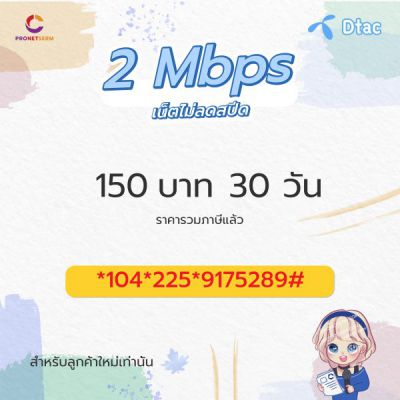 PRONETSERM
Dtac
2 Mbps
เน็ตไม่ลดสปีด
150 บาท 30 วัน
ราคารวมภาษีแล้ว
*104*225*9175289#
สำหรับลูกค้าใหม่เท่านั้น